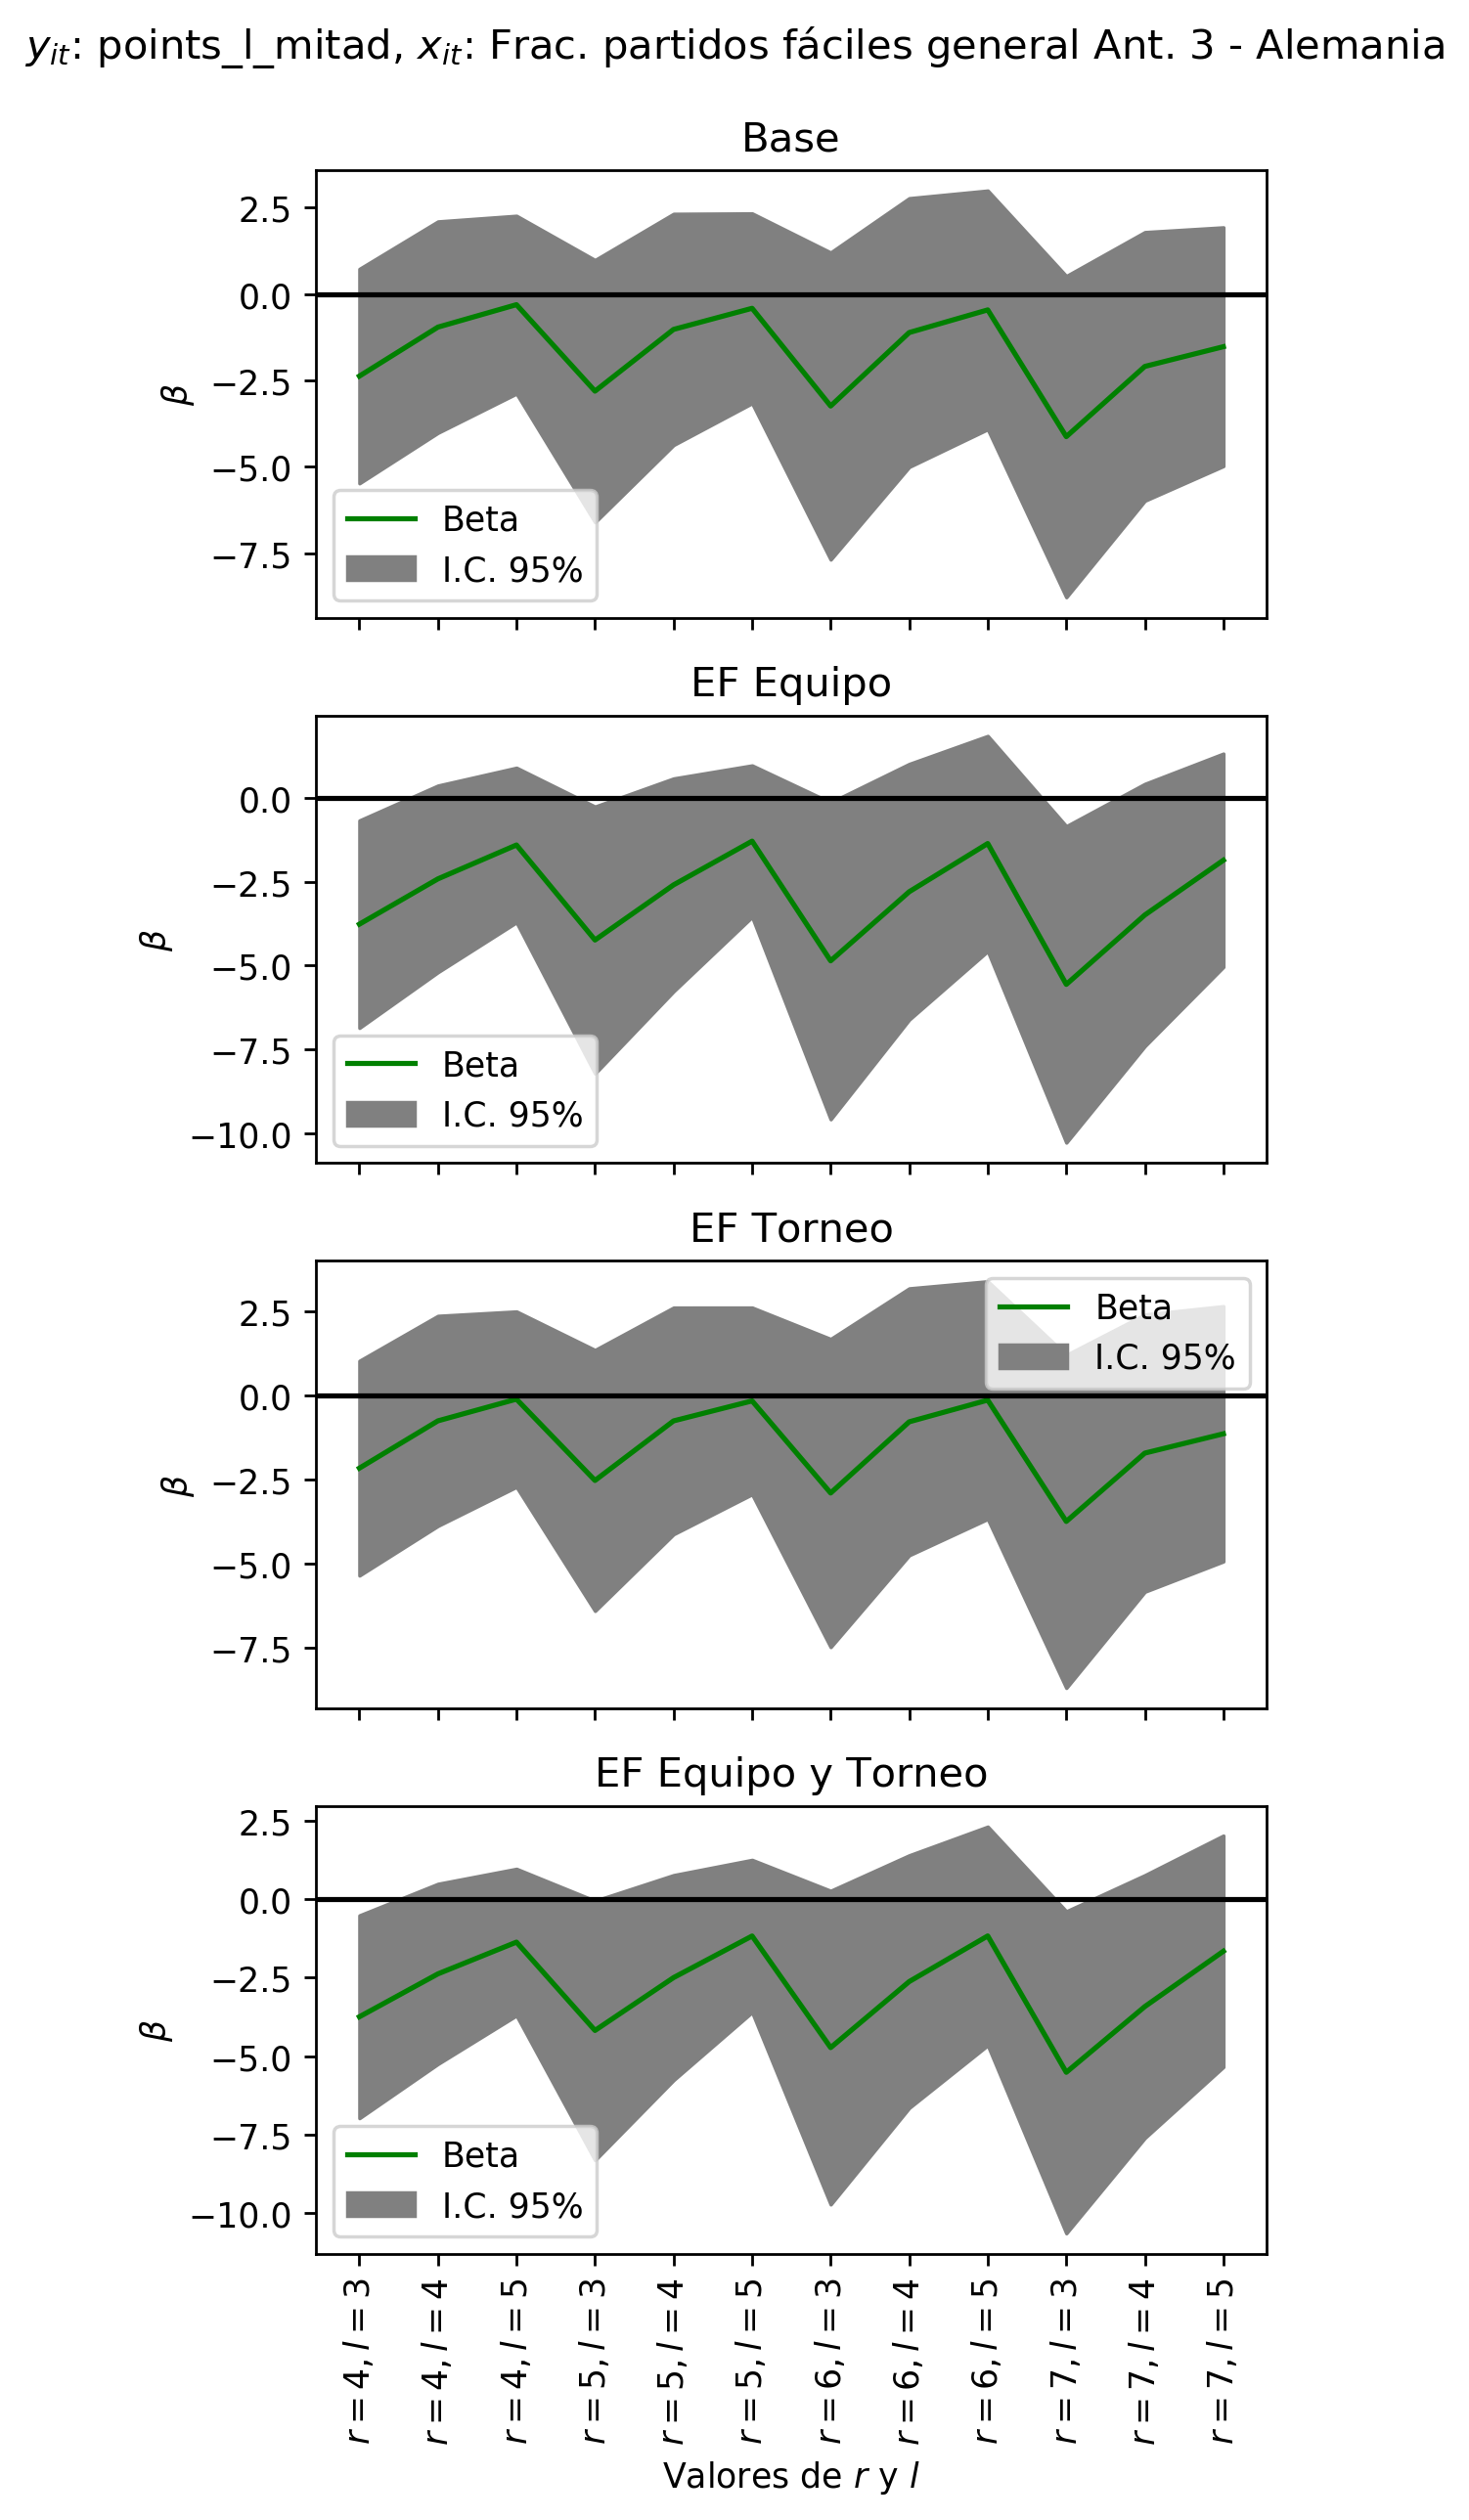 y_it: points_l_mitad, x_it: Frac. partidos fáciles general Ant. 3 - Alemania
Base
2.5
0.0
−2.5
−5.0
−7.5
β
Beta
I.C. 95%
EF Equipo
0.0
−2.5
−5.0
−7.5
−10.0
β
Beta
I.C. 95%
EF Torneo
2.5
0.0
−2.5
−5.0
−7.5
β
Beta
I.C. 95%
EF Equipo y Torneo
2.5
0.0
−2.5
−5.0
−7.5
−10.0
β
Beta
I.C. 95%
r = 4, l = 3
r = 4, l = 4
r = 4, l = 5
r = 5, l = 3
r = 5, l = 4
r = 5, l = 5
r = 6, l = 3
r = 6, l = 4
r = 6, l = 5
r = 7, l = 3
r = 7, l = 4
r = 7, l = 5
Valores de r y l